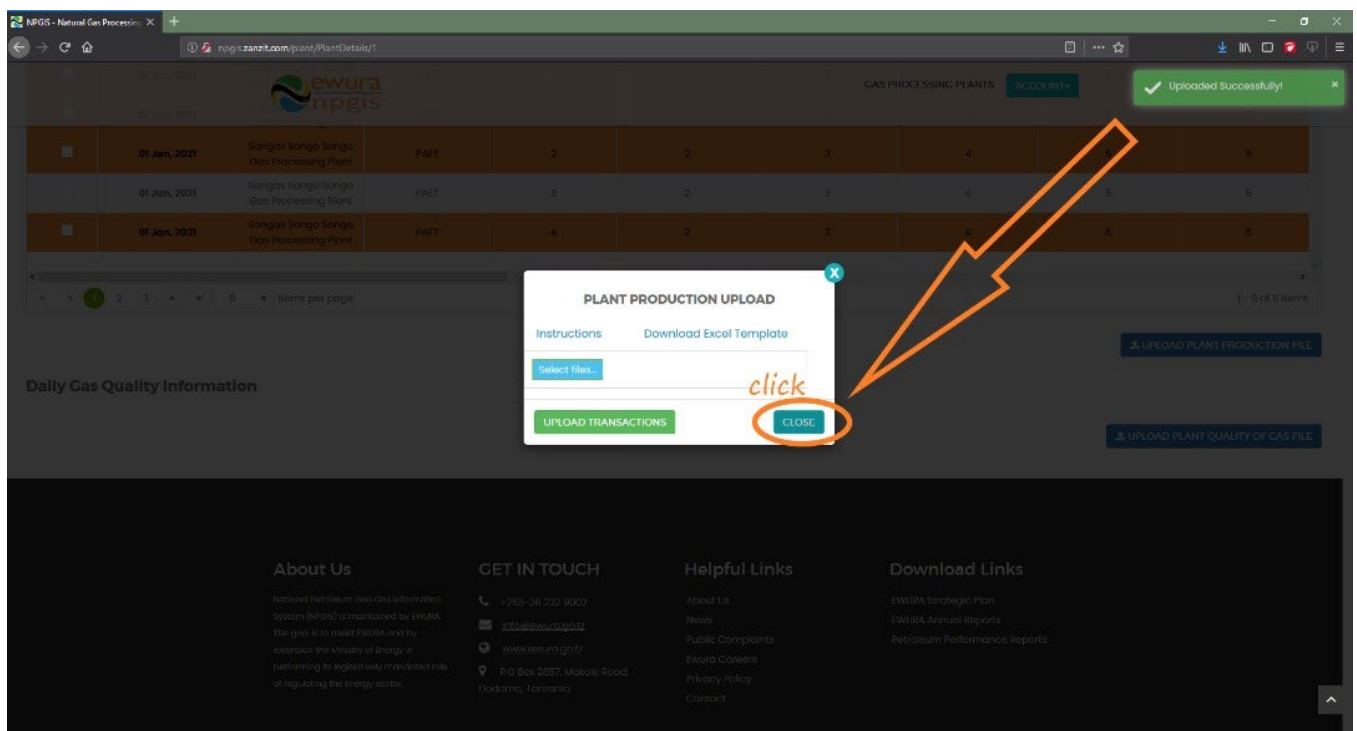 NPGIS - Natural Gas Processing
npgis.zanzit.com/plant/PlantDetails/1
ewura
npgis
GAS PROCESSING PLANTS
ACCOUNT
Uploaded Successfully!
01 Jan, 2021 Songas Songo Songo Gas Processing Plant PAET 2 2 3 4 5 5
01 Jan, 2021 Songas Songo Songo Gas Processing Plant PAET 3 2 3 4 5 5
01 Jan, 2021 Songas Songo Songo Gas Processing Plant PAET 4 2 3 4 5 5
1 2 3 5 items per page
1 - 5 of 11 items
X
PLANT PRODUCTION UPLOAD
Instructions Download Excel Template
Select files...
click
UPLOAD TRANSACTIONS CLOSE
UPLOAD PLANT PRODUCTION FILE
Daily Gas Quality Information
UPLOAD PLANT QUALITY OF GAS FILE
About Us
National Petroleum and Gas Information
System (NPGIS) is maintained by EWURA.
The goal is to assist EWURA and by
extension the Ministry of Energy in
performing its legislatively mandated role
of regulating the Energy sector.
GET IN TOUCH
+255-26 232 9002
info@ewura.go.tz
www.ewura.go.tz
P.O Box 2857, Makole Road,
Dodoma, Tanzania
Helpful Links
About Us
News
Public Complaints
Ewura Careers
Privacy Policy
Contact
Download Links
EWURA Strategic Plan
EWURA Annual Reports
Petroleum Performance Reports